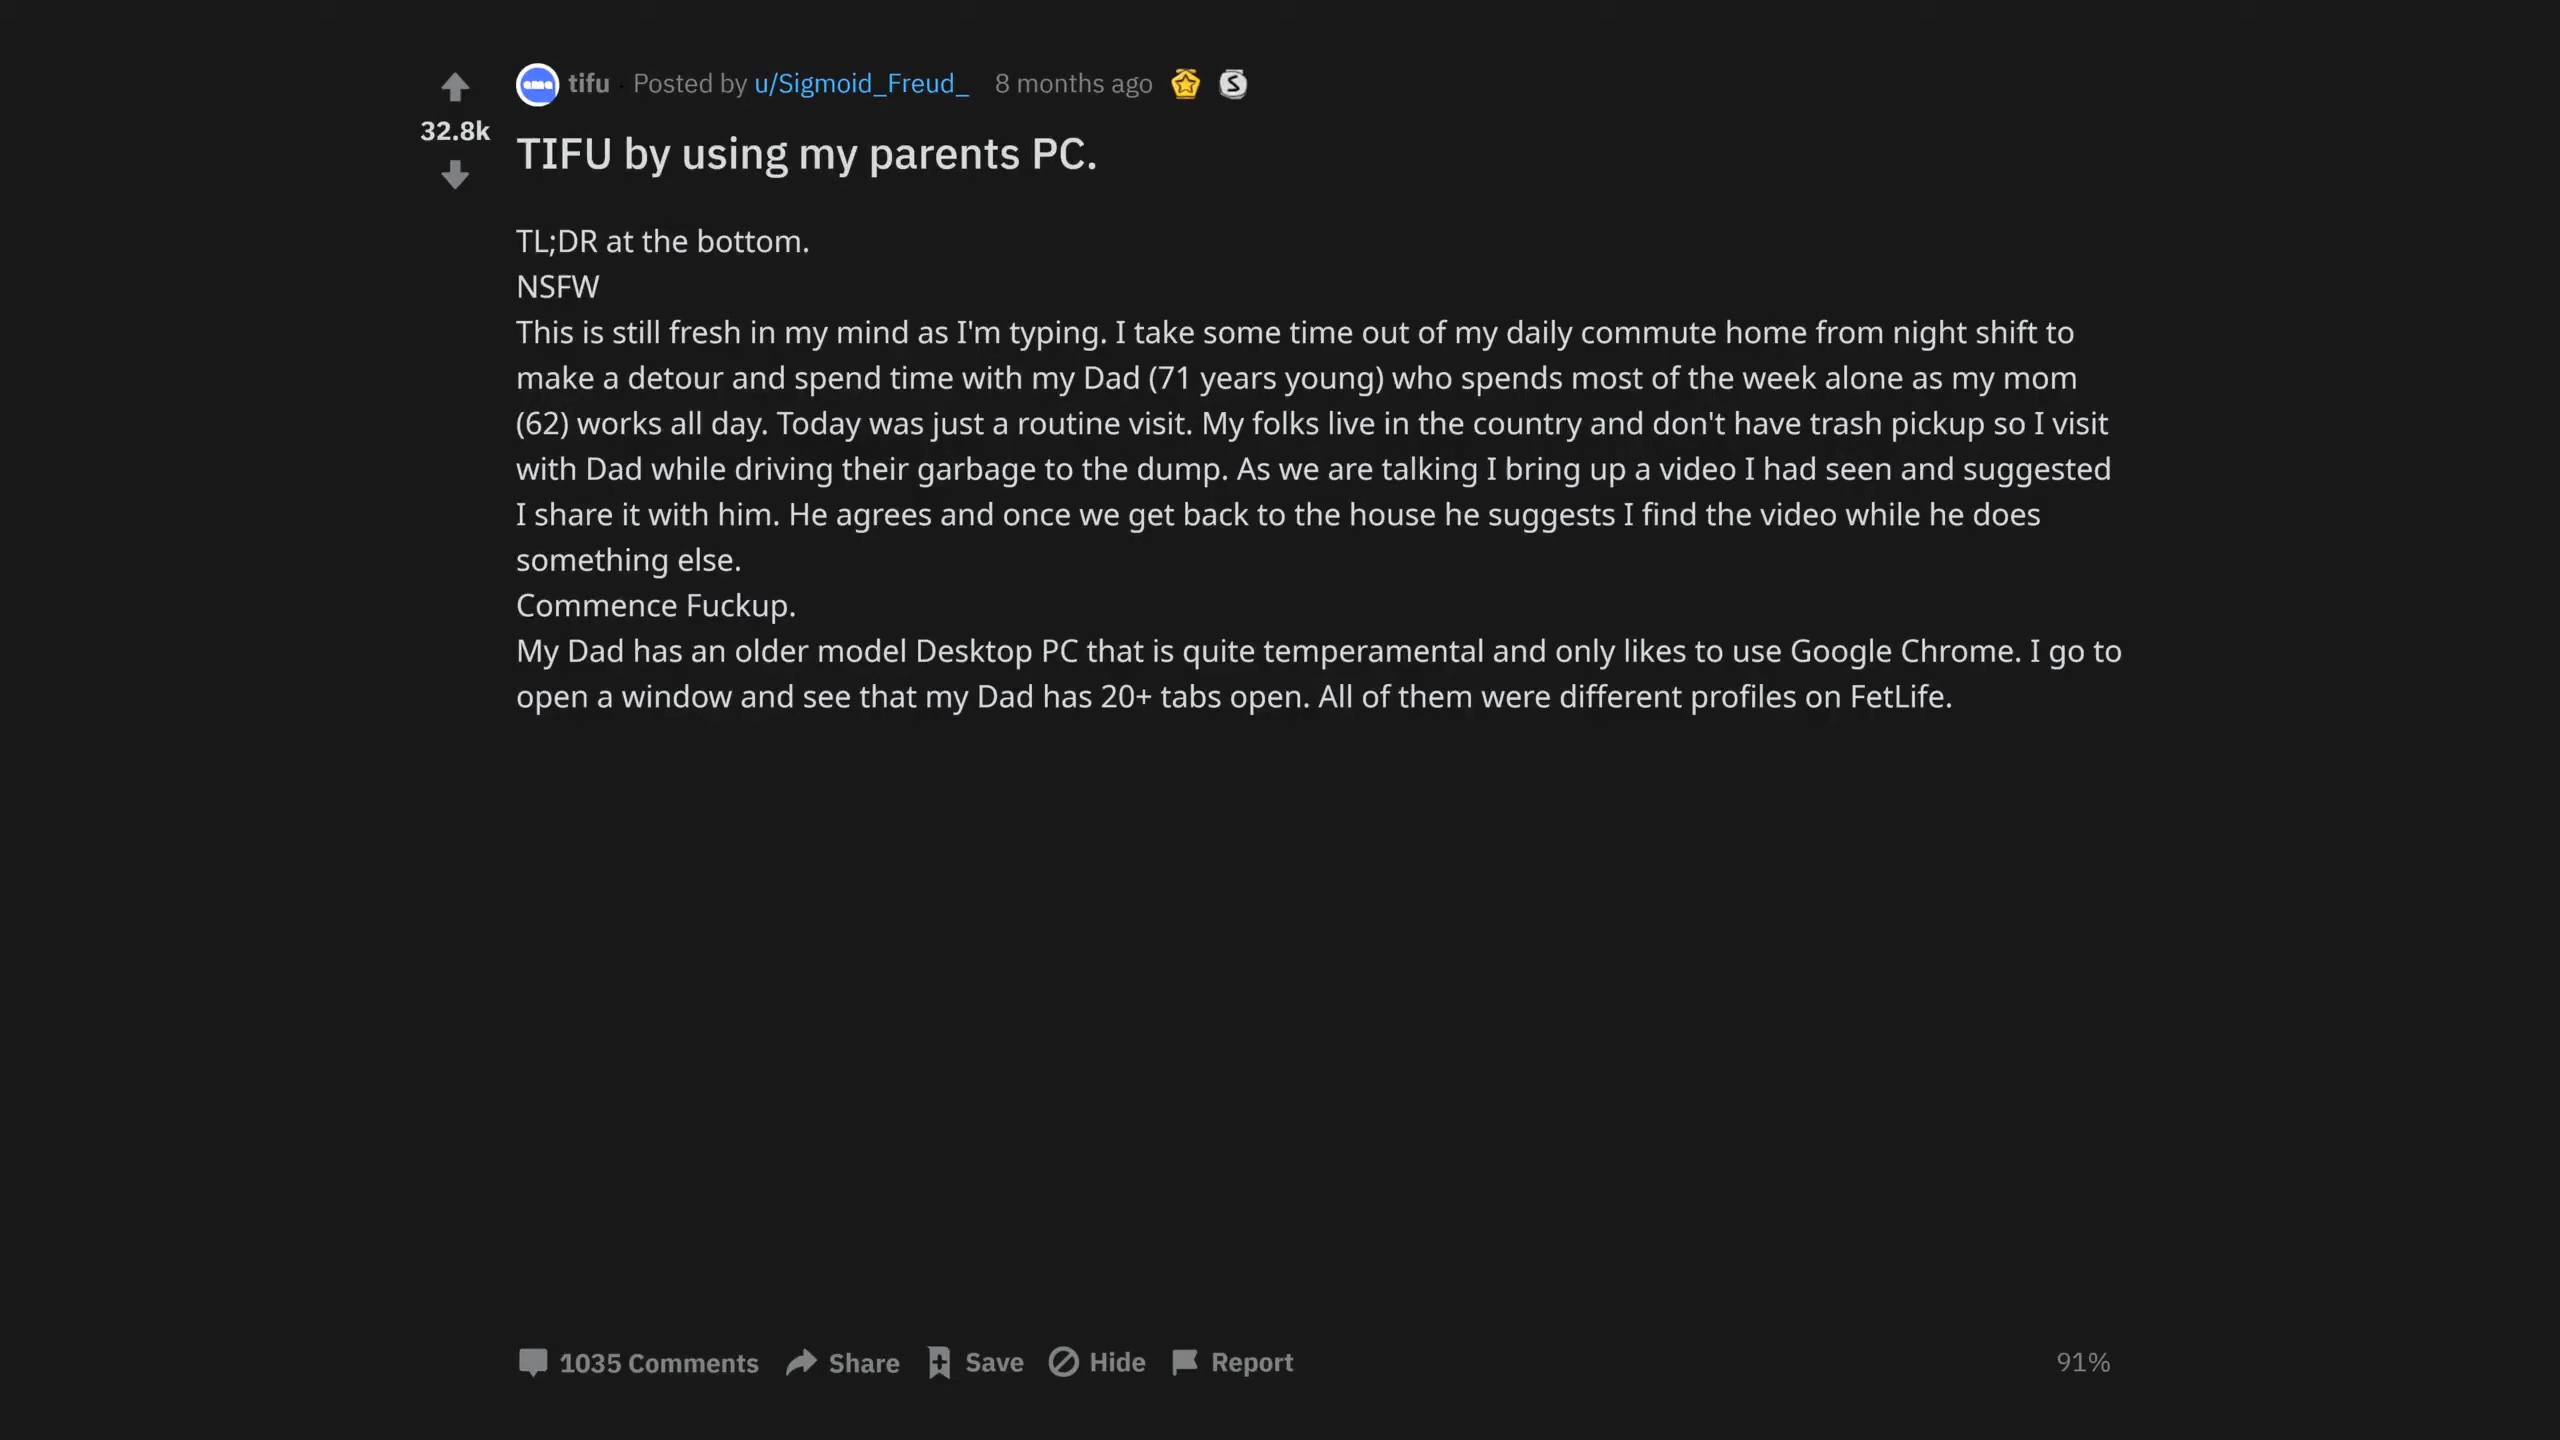 ama tifu · Posted by u/Sigmoid_Freud_ 8 months ago S
32.8k
TIFU by using my parents PC.
TL;DR at the bottom.
NSFW
This is still fresh in my mind as I'm typing. I take some time out of my daily commute home from night shift to
make a detour and spend time with my Dad (71 years young) who spends most of the week alone as my mom
(62) works all day. Today was just a routine visit. My folks live in the country and don't have trash pickup so I visit
with Dad while driving their garbage to the dump. As we are talking I bring up a video I had seen and suggested
I share it with him. He agrees and once we get back to the house he suggests I find the video while he does
something else.
Commence Fuckup.
My Dad has an older model Desktop PC that is quite temperamental and only likes to use Google Chrome. I go to
open a window and see that my Dad has 20+ tabs open. All of them were different profiles on FetLife.
1035 Comments Share Save Hide Report 91%